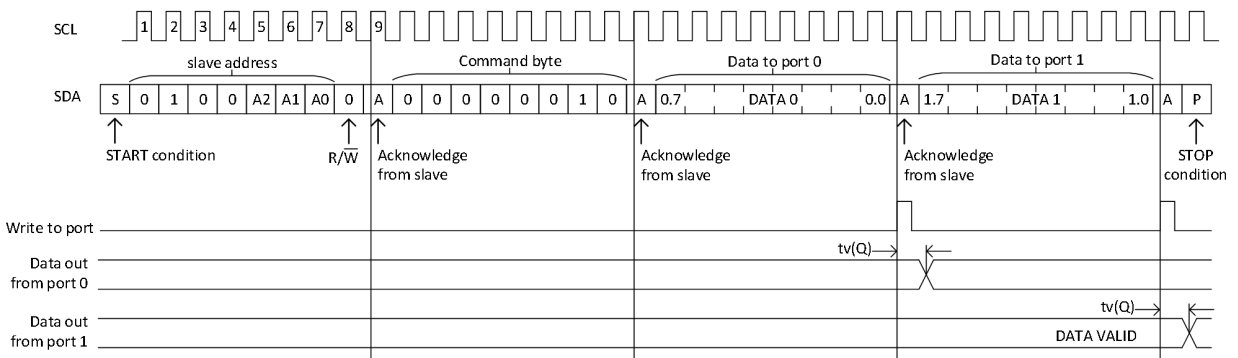 SCL 1 2 3 4 5 6 7 8 9
slave address Command byte Data to port 0 Data to port 1
SDA S 0 1 0 0 A2 A1 A0 0 A 0 0 0 0 0 0 1 0 A 0.7 DATA 0 0.0 A 1.7 DATA 1 1.0 A P
START condition R/W̅ Acknowledge Acknowledge Acknowledge STOP
from slave from slave from slave condition
Write to port
tv(Q)
Data out
from port 0
tv(Q)
Data out
from port 1 DATA VALID